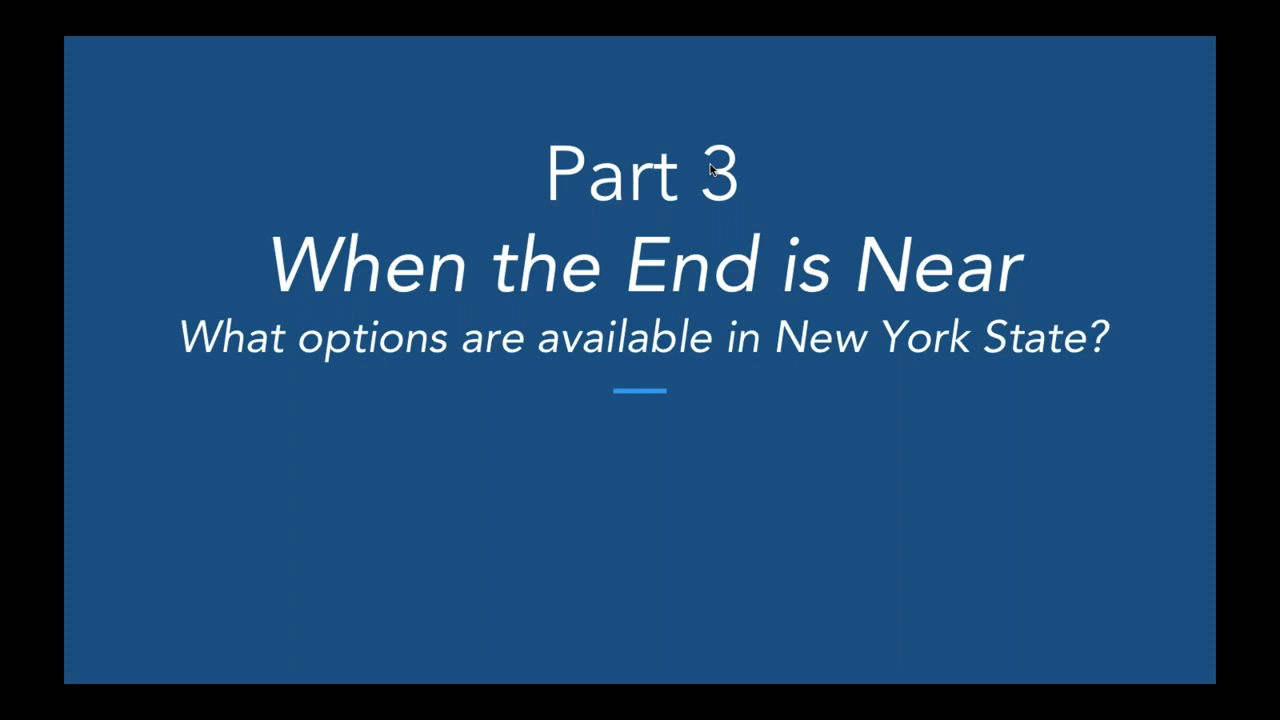 Part 3
When the End is Near
What options are available in New York State?